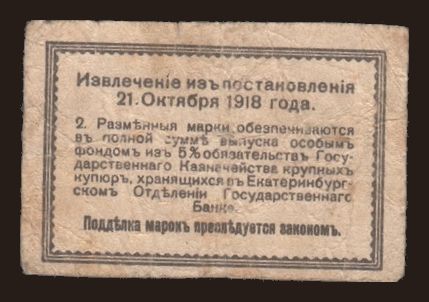 Извлеченіе изъ постановленія
21. Октября 1918 года.
2. Размѣнныя марки обезпечиваются
въ полной суммѣ выпуска особымъ
фондомъ изъ 5% обязательствъ Госу-
дарственнаго Казначейства крупныхъ
купюръ, хранящихся въ Екатеринбург-
скомъ Отдѣленіи Государственнаго
Банка.
Поддѣлка марокъ преслѣдуется закономъ.